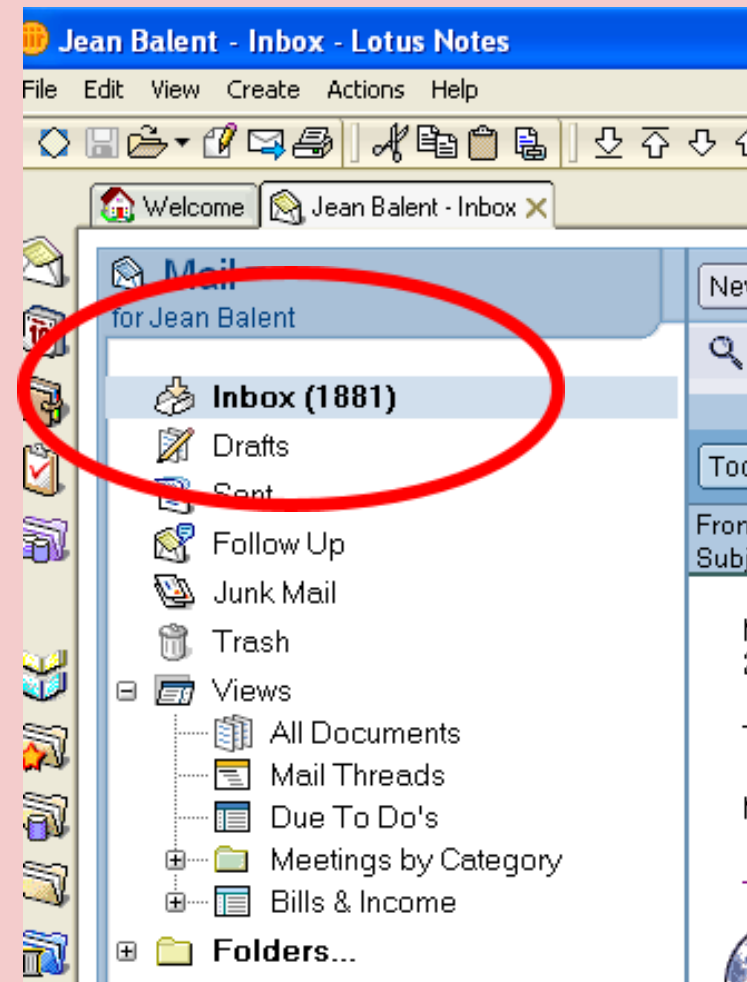 Jean Balent - Inbox - Lotus Notes
File Edit View Create Actions Help
Welcome Jean Balent - Inbox
Mail
for Jean Balent
Inbox (1881)
Drafts
Sent
Follow Up
Junk Mail
Trash
Views
All Documents
Mail Threads
Due To Do's
Meetings by Category
Bills & Income
Folders...